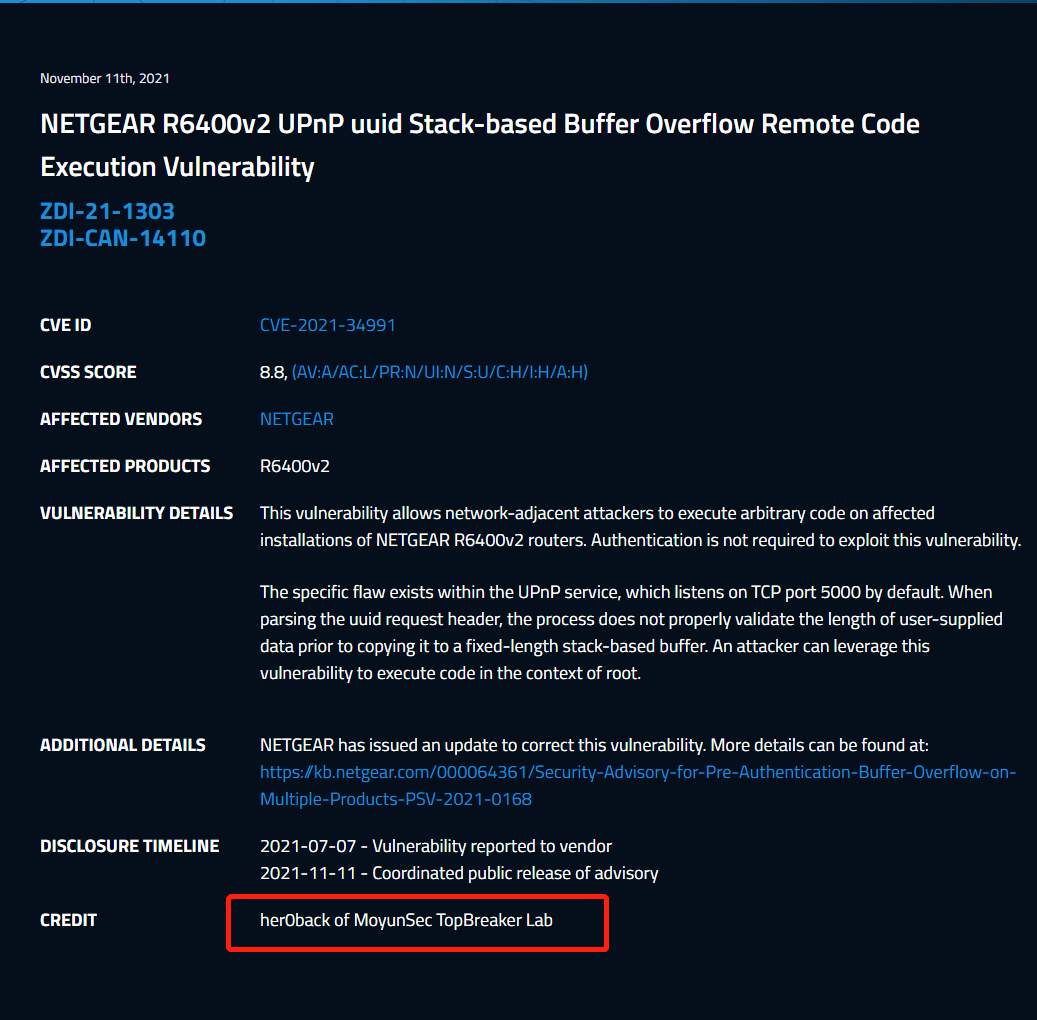 November 11th, 2021
NETGEAR R6400v2 UPnP uuid Stack-based Buffer Overflow Remote Code
Execution Vulnerability
ZDI-21-1303
ZDI-CAN-14110
CVE ID CVE-2021-34991
CVSS SCORE 8.8, (AV:A/AC:L/PR:N/UI:N/S:U/C:H/I:H/A:H)
AFFECTED VENDORS NETGEAR
AFFECTED PRODUCTS R6400v2
VULNERABILITY DETAILS This vulnerability allows network-adjacent attackers to execute arbitrary code on affected
installations of NETGEAR R6400v2 routers. Authentication is not required to exploit this vulnerability.
The specific flaw exists within the UPnP service, which listens on TCP port 5000 by default. When
parsing the uuid request header, the process does not properly validate the length of user-supplied
data prior to copying it to a fixed-length stack-based buffer. An attacker can leverage this
vulnerability to execute code in the context of root.
ADDITIONAL DETAILS NETGEAR has issued an update to correct this vulnerability. More details can be found at:
https://kb.netgear.com/000064361/Security-Advisory-for-Pre-Authentication-Buffer-Overflow-on-
Multiple-Products-PSV-2021-0168
DISCLOSURE TIMELINE 2021-07-07 - Vulnerability reported to vendor
2021-11-11 - Coordinated public release of advisory
CREDIT her0back of MoyunSec TopBreaker Lab